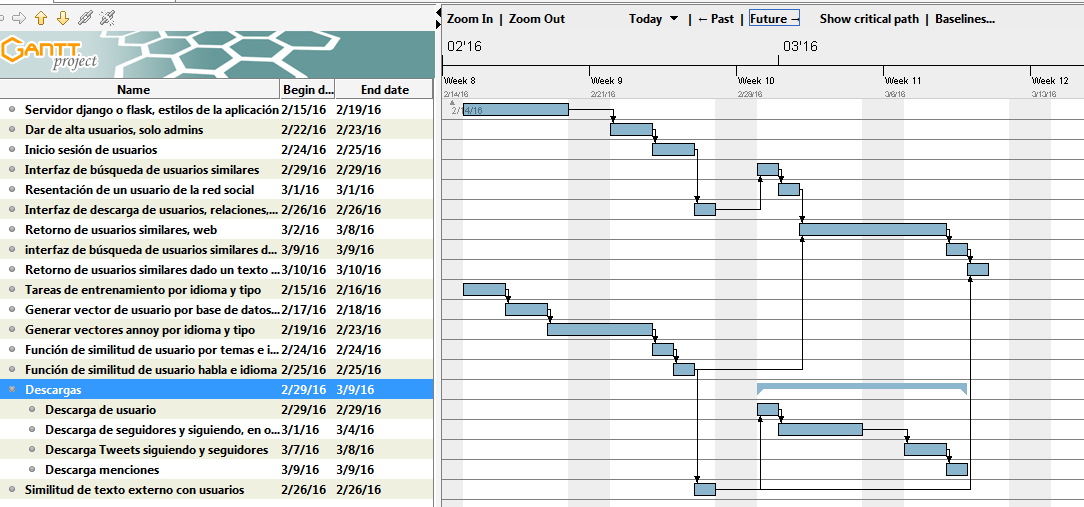 Zoom In | Zoom Out Today | ← Past | Future → Show critical path | Baselines...
GANTT
project
02'16 03'16
Week 8 Week 9 Week 10 Week 11 Week 12
2/14/16 2/21/16 2/28/16 3/6/16 3/13/16
Name Begin d... End date
2/14/16
Servidor django o flask, estilos de la aplicación 2/15/16 2/19/16
Dar de alta usuarios, solo admins 2/22/16 2/23/16
Inicio sesión de usuarios 2/24/16 2/25/16
Interfaz de búsqueda de usuarios similares 2/29/16 2/29/16
Resentación de un usuario de la red social 3/1/16 3/1/16
Interfaz de descarga de usuarios, relaciones,... 2/26/16 2/26/16
Retorno de usuarios similares, web 3/2/16 3/8/16
interfaz de búsqueda de usuarios similares d... 3/9/16 3/9/16
Retorno de usuarios similares dado un texto ... 3/10/16 3/10/16
Tareas de entrenamiento por idioma y tipo 2/15/16 2/16/16
Generar vector de usuario por base de datos... 2/17/16 2/18/16
Generar vectores annoy por idioma y tipo 2/19/16 2/23/16
Función de similitud de usuario por temas e i... 2/24/16 2/24/16
Función de similitud de usuario habla e idioma 2/25/16 2/25/16
Descargas 2/29/16 3/9/16
Descarga de usuario 2/29/16 2/29/16
Descarga de seguidores y siguiendo, en o... 3/1/16 3/4/16
Descarga Tweets siguiendo y seguidores 3/7/16 3/8/16
Descarga menciones 3/9/16 3/9/16
Similitud de texto externo con usuarios 2/26/16 2/26/16